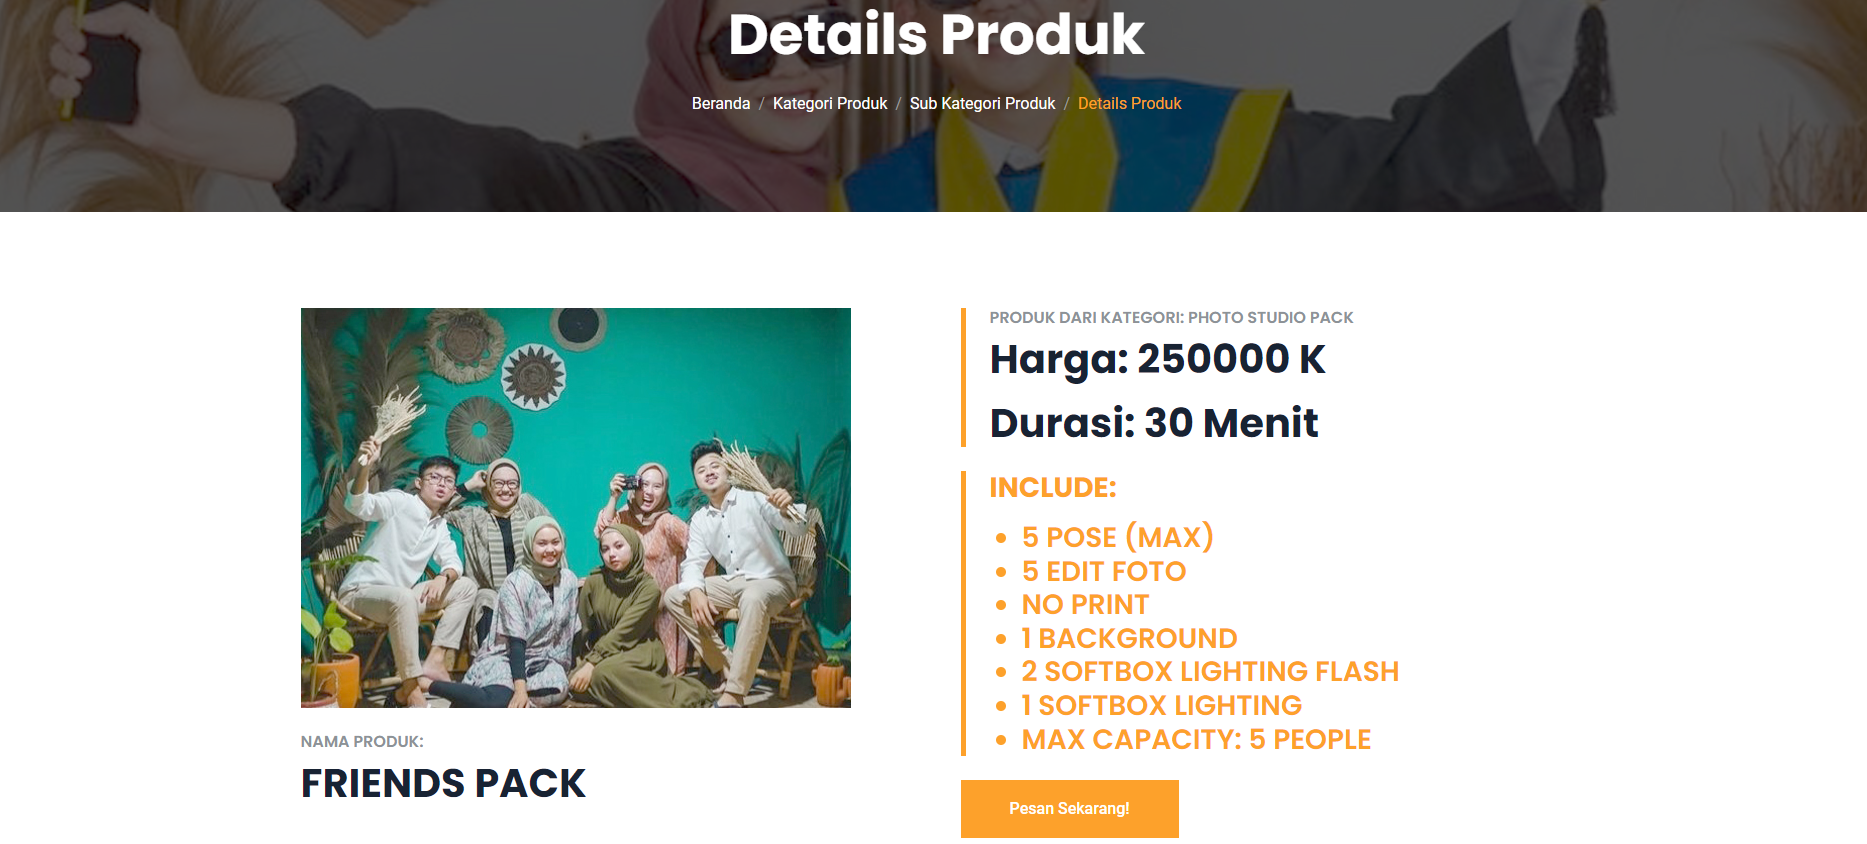 Details Produk
Beranda / Kategori Produk / Sub Kategori Produk / Details Produk
PRODUK DARI KATEGORI: PHOTO STUDIO PACK
Harga: 250000 K
Durasi: 30 Menit
INCLUDE:
5 POSE (MAX)
5 EDIT FOTO
NO PRINT
1 BACKGROUND
2 SOFTBOX LIGHTING FLASH
1 SOFTBOX LIGHTING
MAX CAPACITY: 5 PEOPLE
Pesan Sekarang!
NAMA PRODUK:
FRIENDS PACK